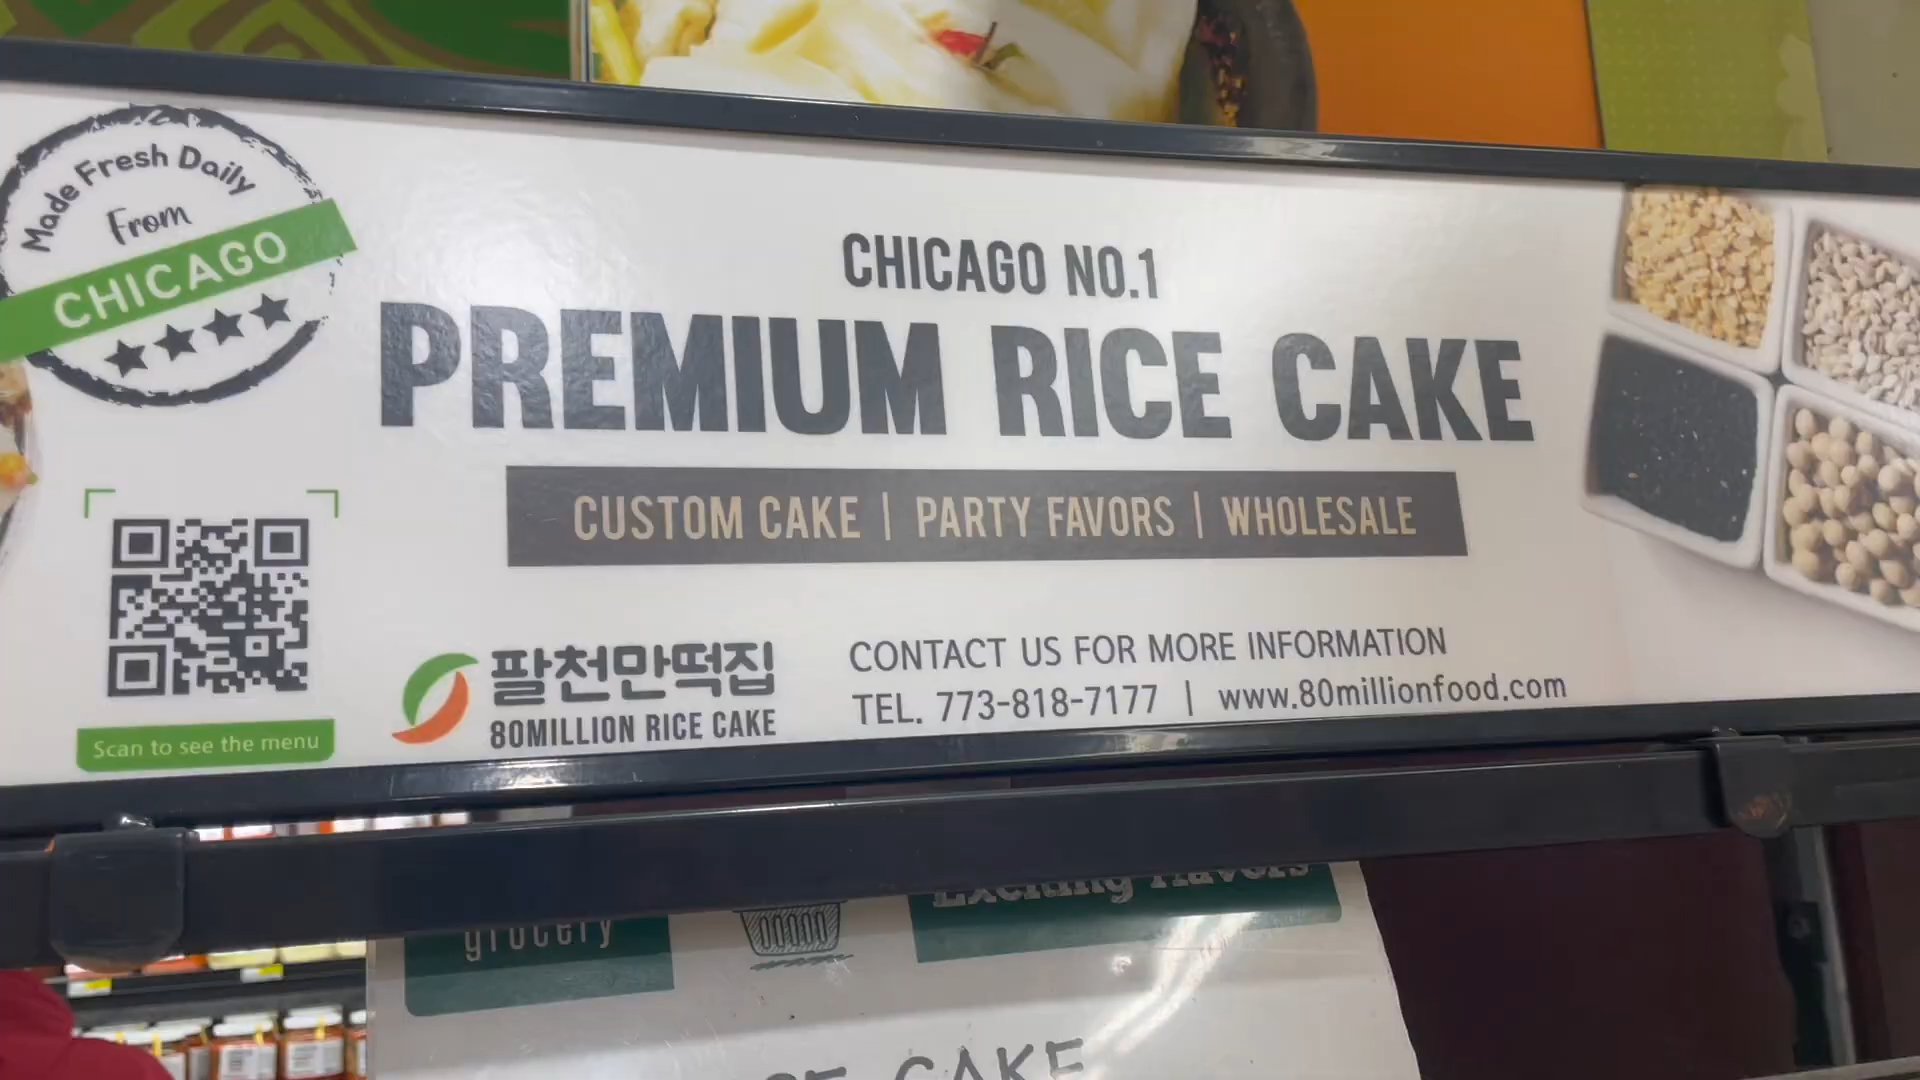 Made Fresh Daily
From
CHICAGO
CHICAGO NO.1
PREMIUM RICE CAKE
CUSTOM CAKE | PARTY FAVORS | WHOLESALE
Scan to see the menu
팔천만떡집
80MILLION RICE CAKE
CONTACT US FOR MORE INFORMATION
TEL. 773-818-7177 | www.80millionfood.com
grocery
Exciting Flavors
CAKE